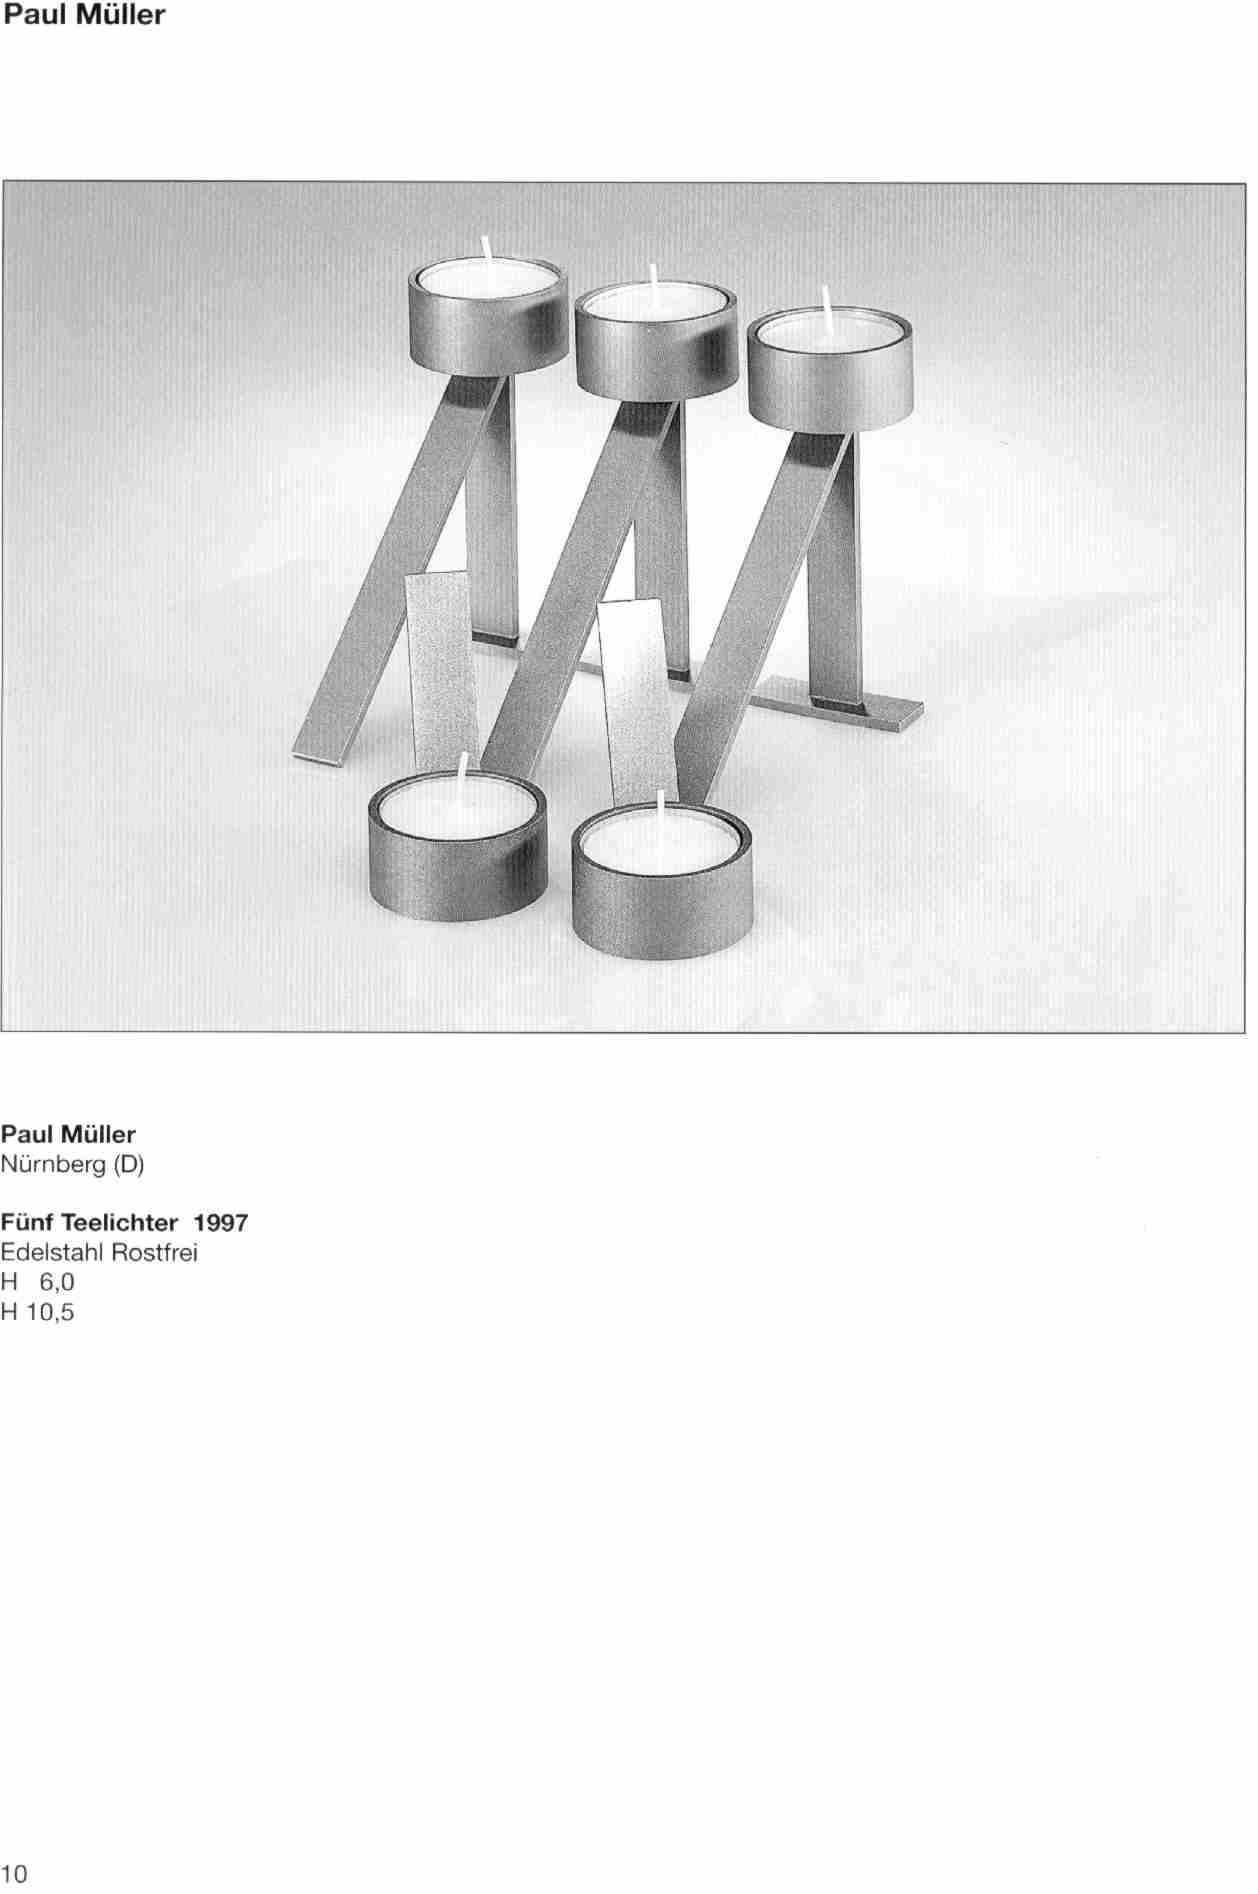 Paul Müller
Paul Müller
Nürnberg (D)
Fünf Teelichter 1997
Edelstahl Rostfrei
H 6,0
H 10,5
10